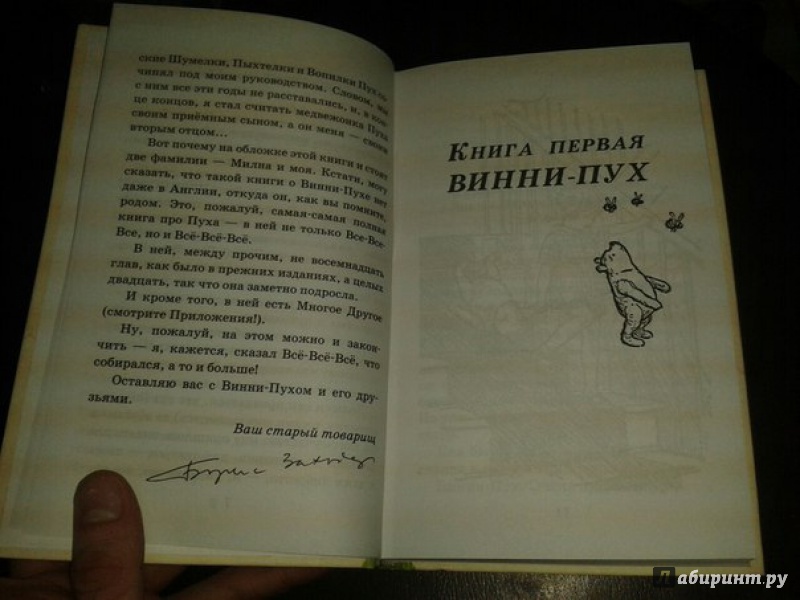 ские Шумелки, Пыхтелки и Вопилки Пух со-
чинял под моим руководством. Словом, мы
с ним все эти годы не расставались, и, в кон-
це концов, я стал считать медвежонка Пуха
своим приёмным сыном, а он меня — своим
вторым отцом...
Вот почему на обложке этой книги и стоят
две фамилии — Милна и моя. Кстати, могу
сказать, что такой книги о Винни-Пухе нет
даже в Англии, откуда он, как вы помните,
родом. Это, пожалуй, самая-самая полная
книга про Пуха — в ней не только Все-Все-
Все, но и Всё-Всё-Всё.
В ней, между прочим, не восемнадцать
глав, как было в прежних изданиях, а целых
двадцать, так что она заметно подросла.
И кроме того, в ней есть Многое Другое
(смотрите Приложения!).
Ну, пожалуй, на этом можно и закон-
чить — я, кажется, сказал Всё-Всё-Всё, что
собирался, а то и больше!
Оставляю вас с Винни-Пухом и его дру-
зьями.
Ваш старый товарищ
Борис Заходер
Книга первая
ВИННИ-ПУХ
Лабиринт.ру